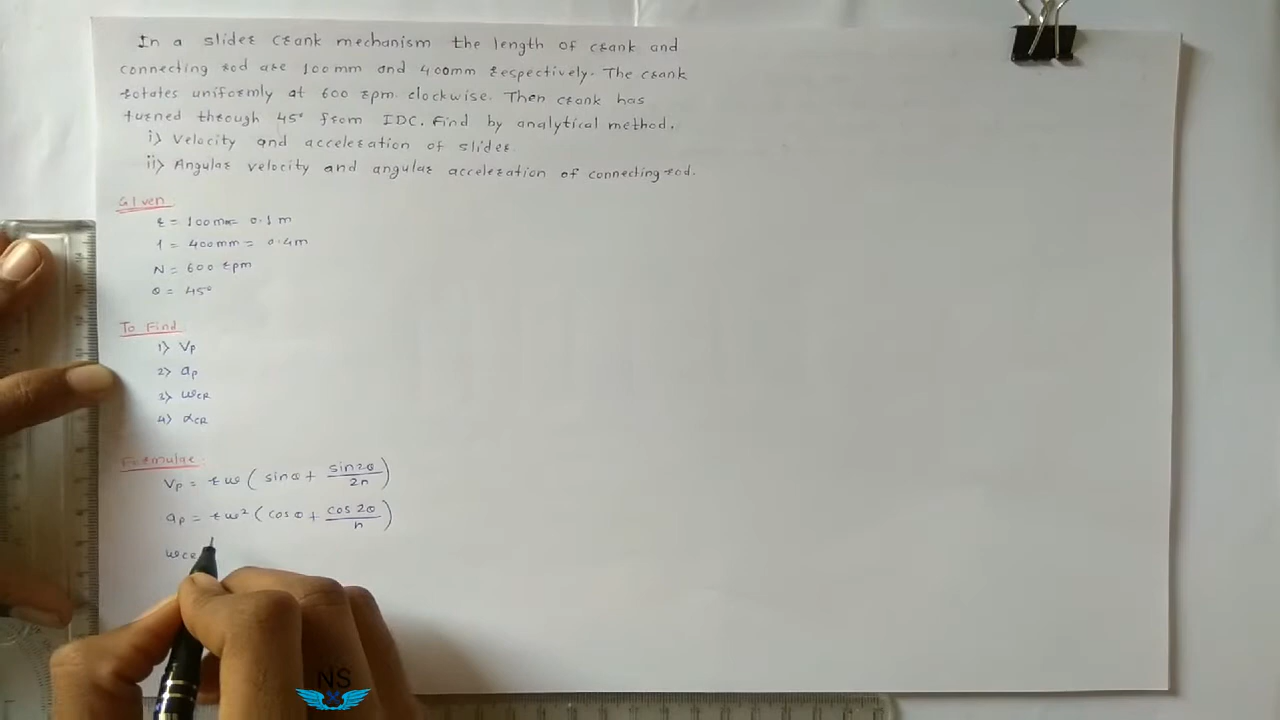 In a slider crank mechanism the length of crank and
connecting rod are 100mm and 400mm respectively. The crank
rotates uniformly at 600 rpm clockwise. Then crank has
turned through 45° from IDC. Find by analytical method.
i) Velocity and acceleration of slider
ii) Angular velocity and angular acceleration of connecting rod.
Given
r = 100mm = 0.1 m
l = 400mm = 0.4m
N = 600 rpm
θ = 45°
To Find
1) Vp
2) ap
3) ωCR
4) αCR
Formulae
Vp = rω ( sinθ + sin2θ/2n )
ap = rω² ( cosθ + cos2θ/n )
ωCR
NS